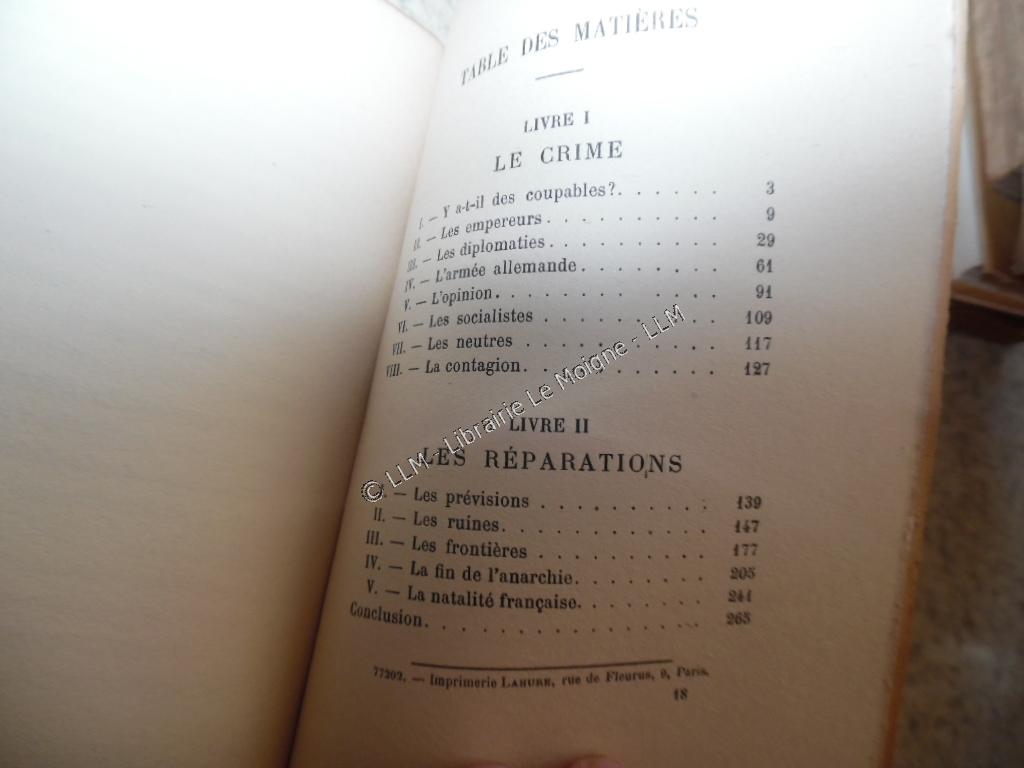 TABLE DES MATIÈRES
LIVRE I
LE CRIME
I. — Y a-t-il des coupables?. . . . . . . 3
II. — Les empereurs. . . . . . . . . . 9
III. — Les diplomaties. . . . . . . . . . 29
IV. — L'armée allemande. . . . . . . . 61
V. — L'opinion. . . . . . . . . . . . 91
VI. — Les socialistes . . . . . . . . . . 109
VII. — Les neutres . . . . . . . . . . . 117
VIII. — La contagion. . . . . . . . . . . 127
LIVRE II
LES RÉPARATIONS
I. — Les prévisions . . . . . . . . . . 139
II. — Les ruines. . . . . . . . . . . . 147
III. — Les frontières . . . . . . . . . . 177
IV. — La fin de l'anarchie. . . . . . . . 205
V. — La natalité française. . . . . . . . 241
Conclusion. . . . . . . . . . . . . . . 265
77202. — Imprimerie LAHURE, rue de Fleurus, 9, Paris.
18
© LLM - Librairie Le Moigne - LLM